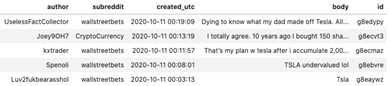 author subreddit created_utc body id
UselessFactCollector wallstreetbets 2020-10-11 00:19:09 Dying to know what my dad made off Tesla. All... g8edypy
Joey9OH7 CryptoCurrency 2020-10-11 00:13:19 I totally agree. 10 years ago I bought 150 sha... g8ecvt3
kxtrader wallstreetbets 2020-10-11 00:11:57 That's my plan w tesla after i accumulate 2,00... g8ecmaz
Spenoli wallstreetbets 2020-10-11 00:08:01 TSLA undervalued lol g8ebvre
Luv2fukbearasshol wallstreetbets 2020-10-11 00:03:13 Tsla g8eaywz